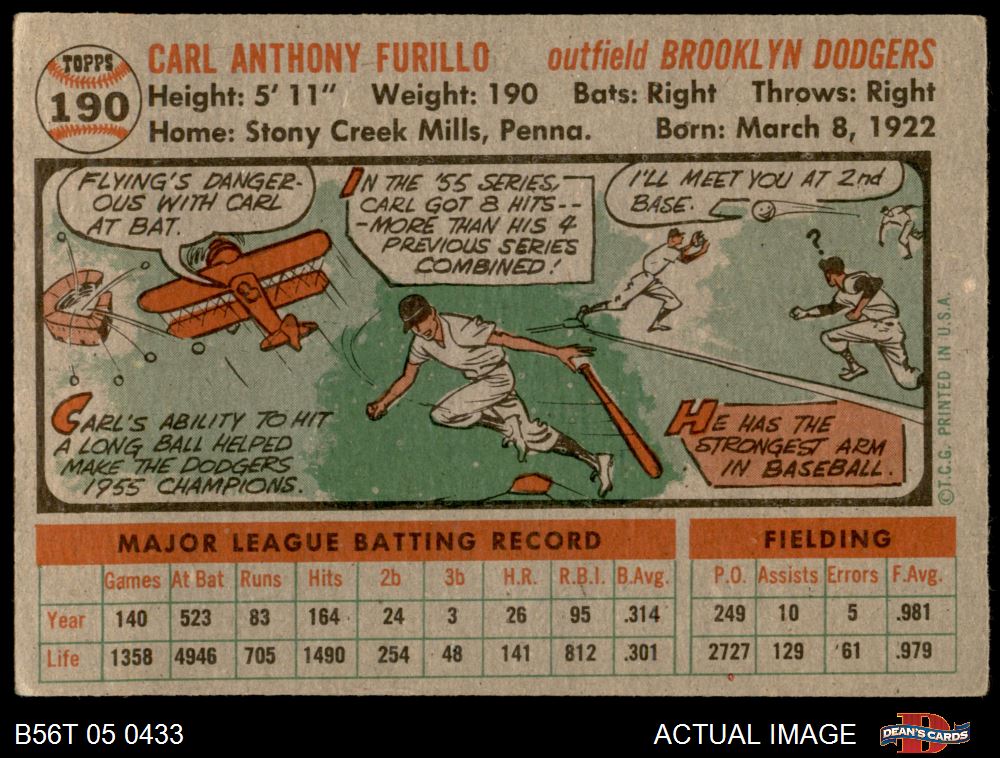 TOPPS
190
CARL ANTHONY FURILLO outfield BROOKLYN DODGERS
Height: 5' 11" Weight: 190 Bats: Right Throws: Right
Home: Stony Creek Mills, Penna. Born: March 8, 1922
FLYING'S DANGER-
OUS WITH CARL
AT BAT.
IN THE '55 SERIES,
CARL GOT 8 HITS--
-MORE THAN HIS 4
PREVIOUS SERIES
COMBINED!
I'LL MEET YOU AT 2nd
BASE.
?
CARL'S ABILITY TO HIT
A LONG BALL HELPED
MAKE THE DODGERS
1955 CHAMPIONS.
HE HAS THE
STRONGEST ARM
IN BASEBALL.
©T.C.G. PRINTED IN U.S.A.
MAJOR LEAGUE BATTING RECORD FIELDING
Games At Bat Runs Hits 2b 3b H.R. R.B.I. B.Avg. P.O. Assists Errors F.Avg.
Year 140 523 83 164 24 3 26 95 .314 249 10 5 .981
Life 1358 4946 705 1490 254 48 141 812 .301 2727 129 61 .979
B56T 05 0433 ACTUAL IMAGE DEAN'S CARDS